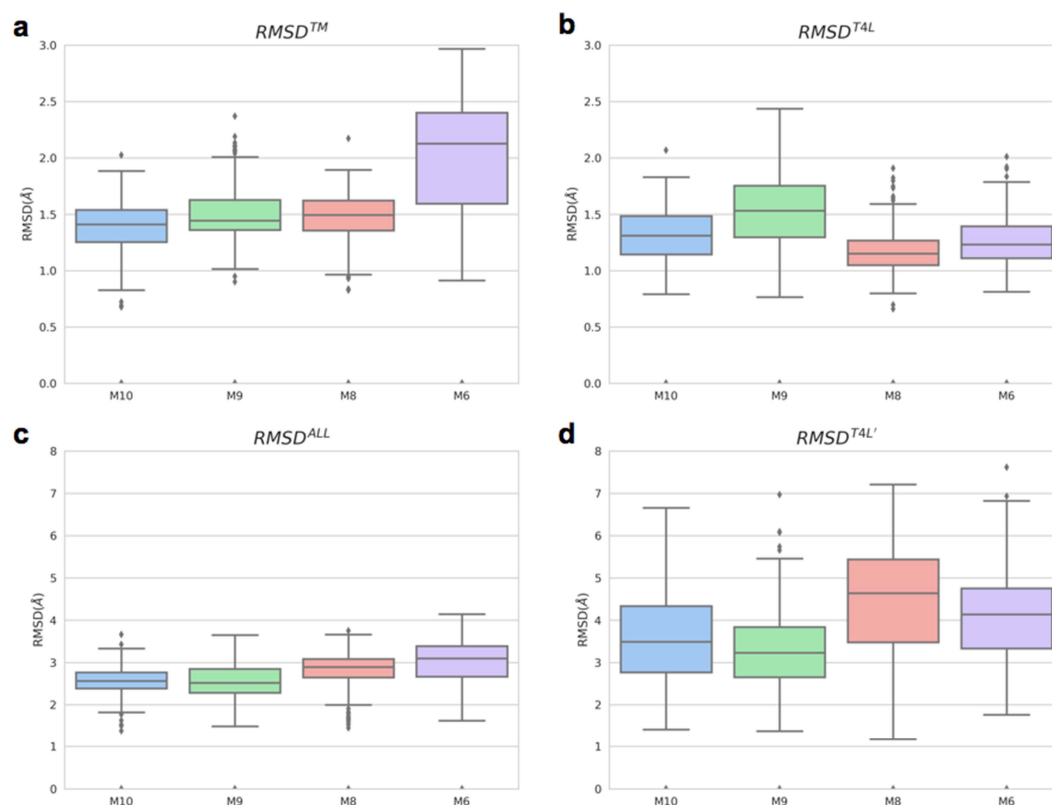 a
RMSD^TM
3.0
2.5
2.0
1.5
1.0
0.5
0.0
RMSD(Å)
M10 M9 M8 M6
b
RMSD^T4L
3.0
2.5
2.0
1.5
1.0
0.5
0.0
RMSD(Å)
M10 M9 M8 M6
c
RMSD^ALL
8
7
6
5
4
3
2
1
0
RMSD(Å)
M10 M9 M8 M6
d
RMSD^T4L'
8
7
6
5
4
3
2
1
0
RMSD(Å)
M10 M9 M8 M6